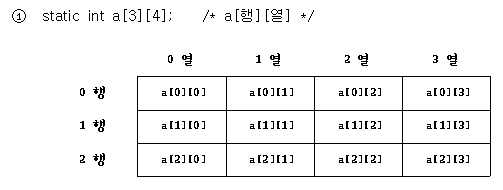 ① static int a[3][4]; /* a[행][열] */
0 열 1 열 2 열 3 열
0 행 a[0][0] a[0][1] a[0][2] a[0][3]
1 행 a[1][0] a[1][1] a[1][2] a[1][3]
2 행 a[2][0] a[2][1] a[2][2] a[2][3]